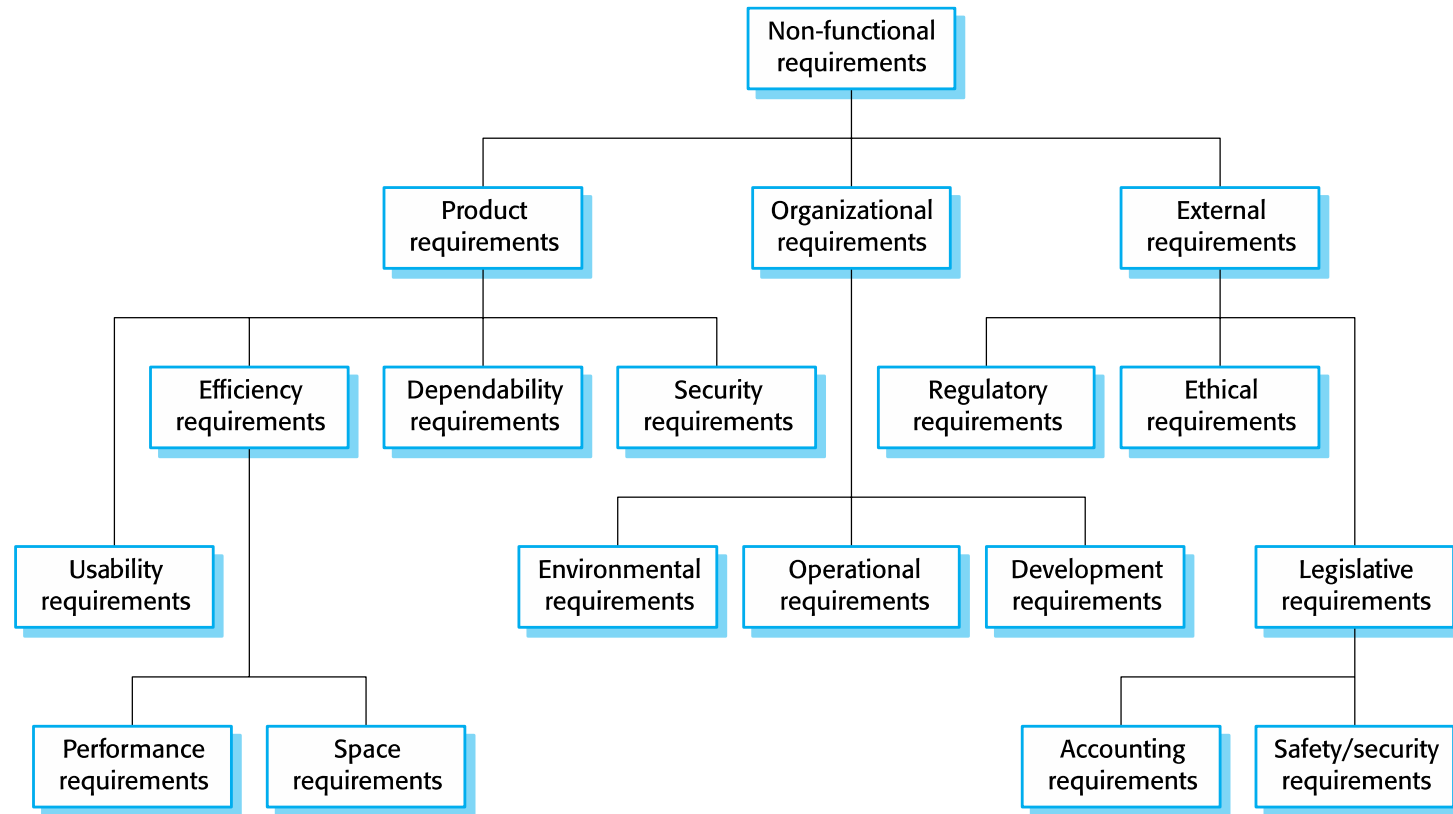 Non-functional
requirements
Product
requirements
Organizational
requirements
External
requirements
Efficiency
requirements
Dependability
requirements
Security
requirements
Regulatory
requirements
Ethical
requirements
Usability
requirements
Environmental
requirements
Operational
requirements
Development
requirements
Legislative
requirements
Performance
requirements
Space
requirements
Accounting
requirements
Safety/security
requirements